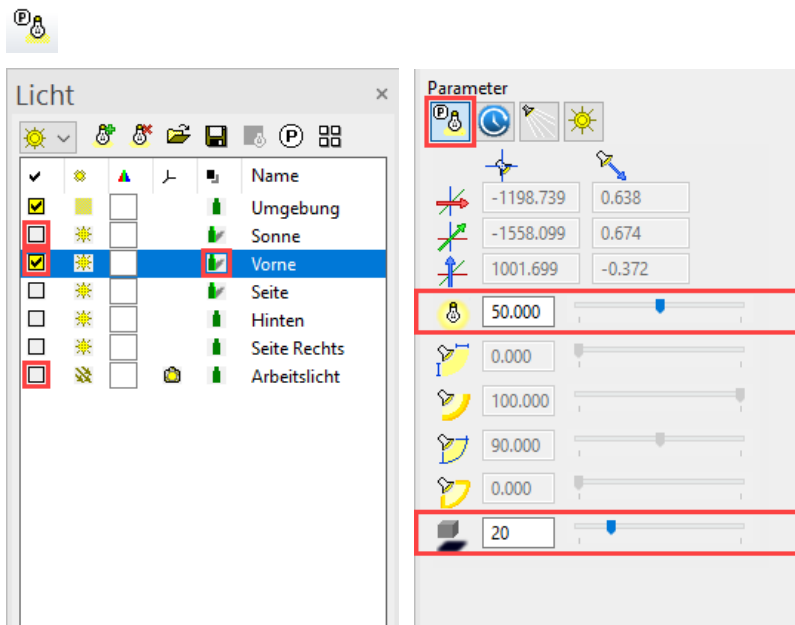 P
Licht
P
Name
Umgebung
Sonne
Vorne
Seite
Hinten
Seite Rechts
Arbeitslicht
Parameter
P
-1198.739 0.638
-1558.099 0.674
1001.699 -0.372
50.000
0.000
100.000
90.000
0.000
20